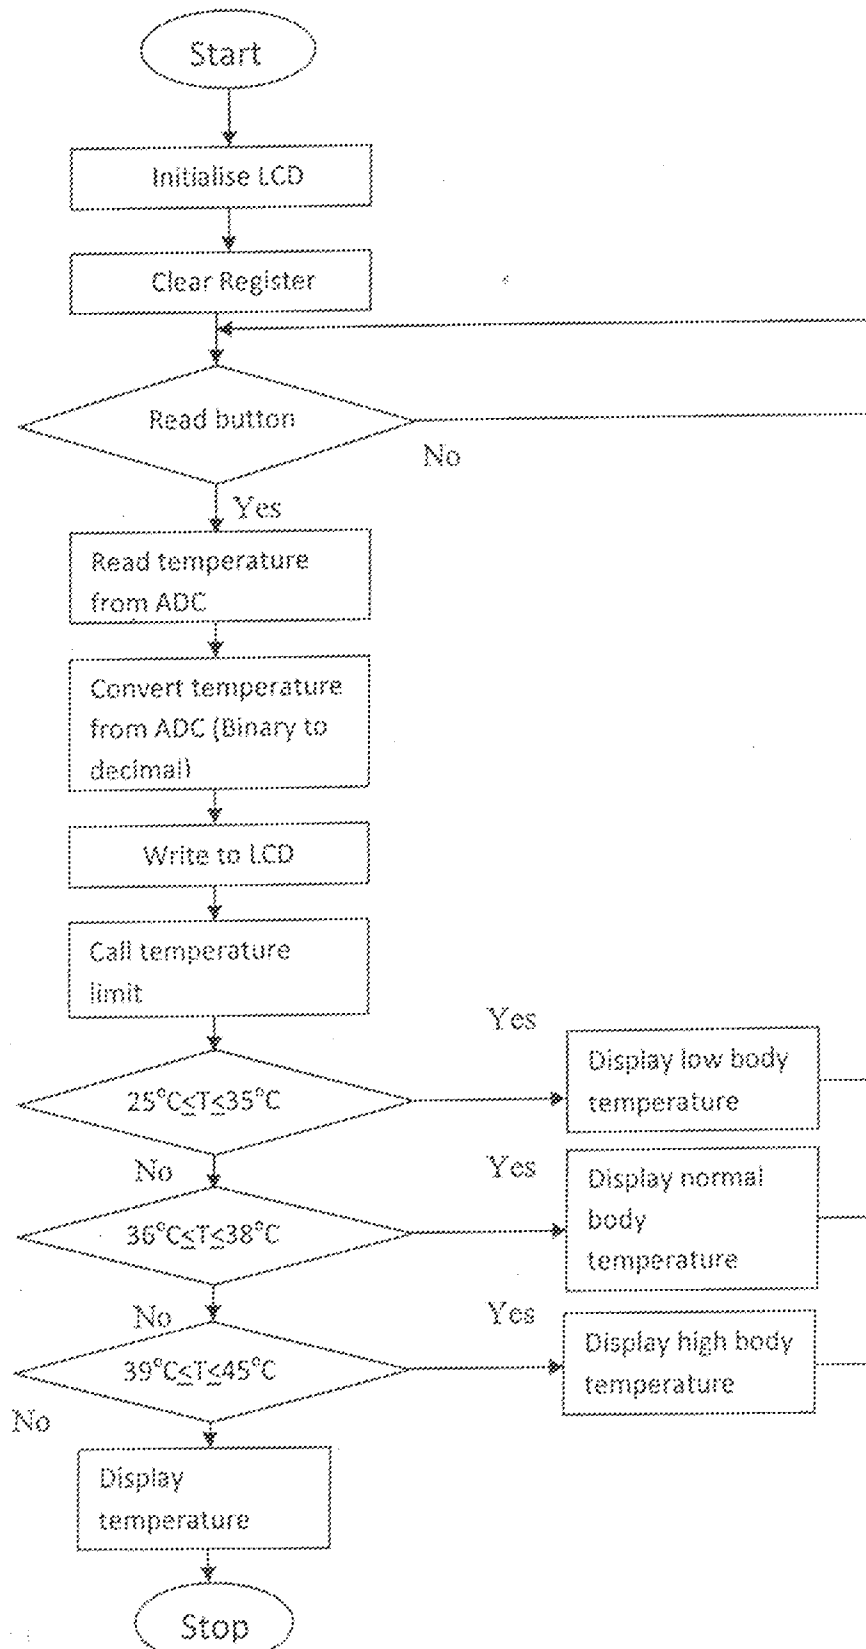 Start
Initialise LCD
Clear Register
Read button
No
Yes
Read temperature
from ADC
Convert temperature
from ADC (Binary to
decimal)
Write to LCD
Call temperature
limit
25°C≤T≤35°C
Yes
Display low body
temperature
No
36°C≤T≤38°C
Yes
Display normal
body
temperature
No
39°C≤T≤45°C
Yes
Display high body
temperature
No
Display
temperature
Stop